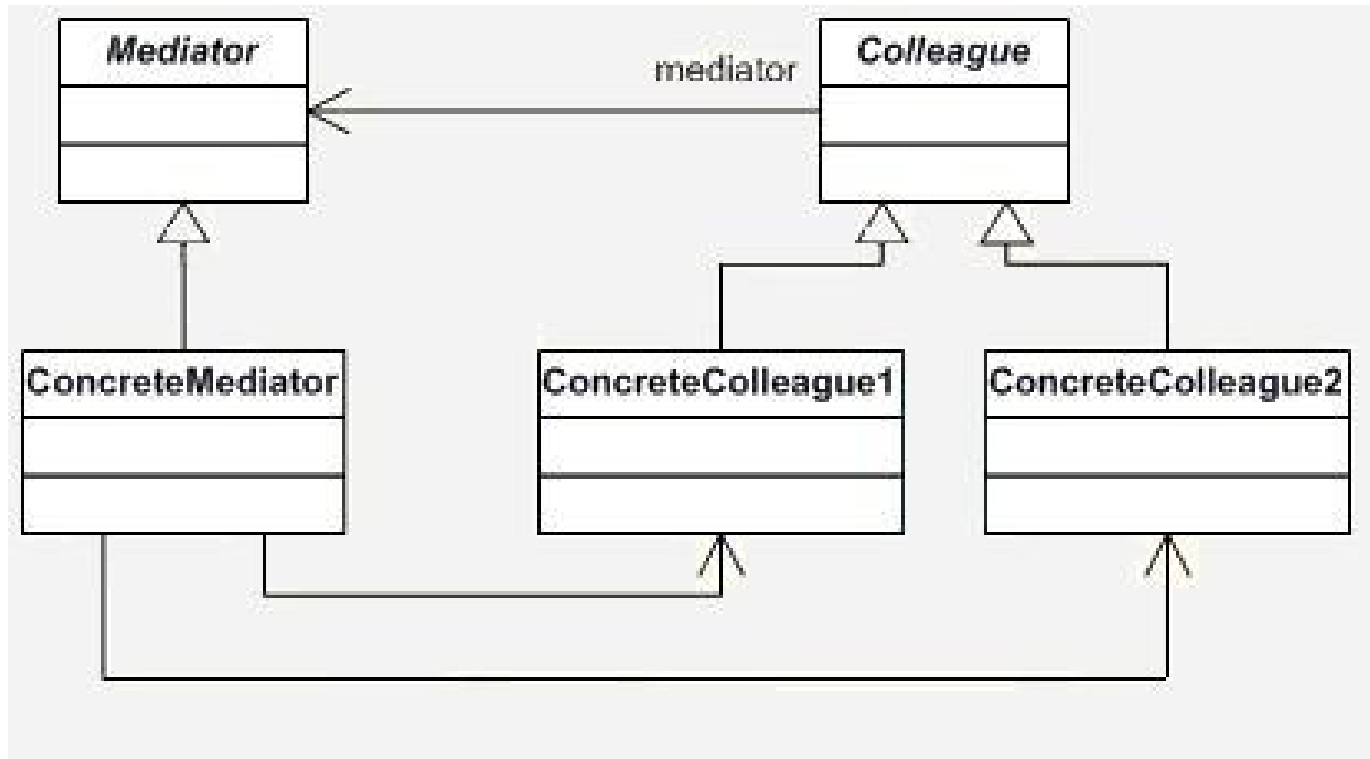 Mediator
mediator
Colleague
ConcreteMediator
ConcreteColleague1
ConcreteColleague2